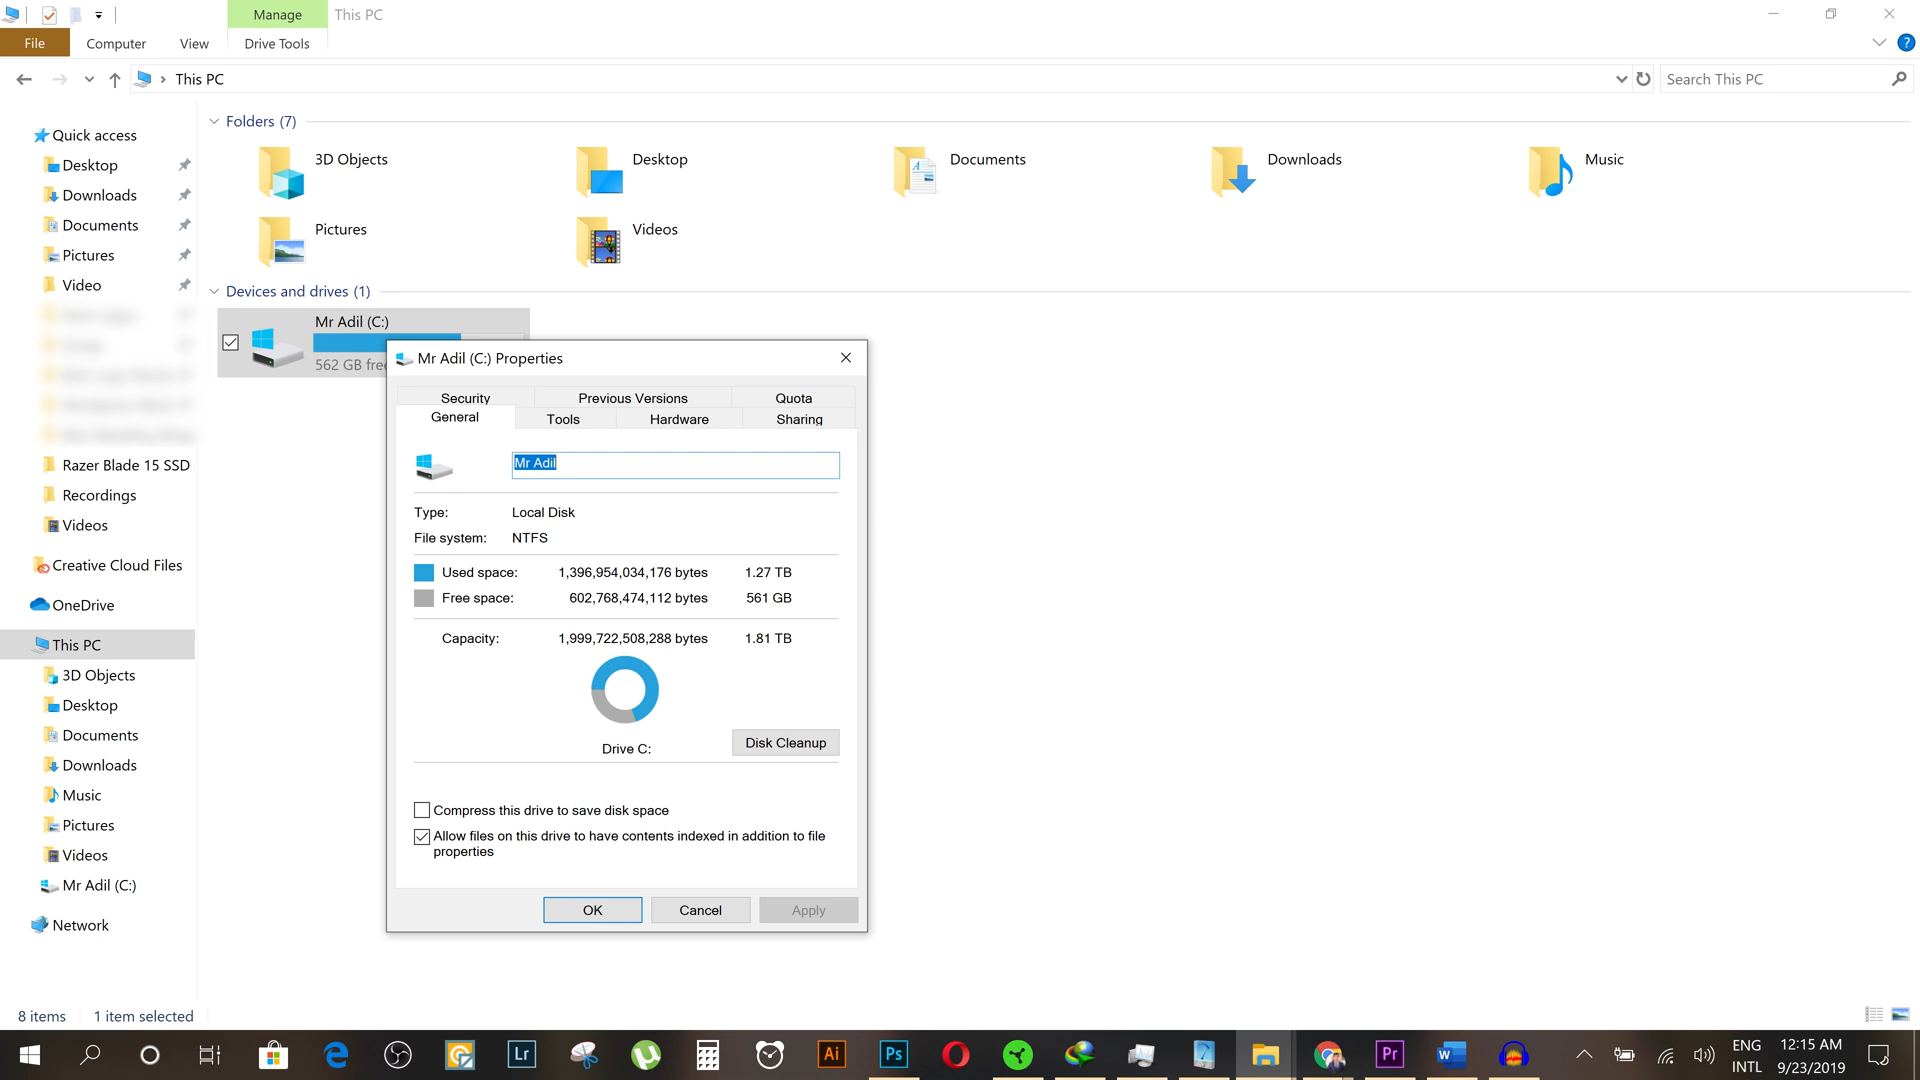 Manage
This PC
File
Computer
View
Drive Tools
This PC
Search This PC
Quick access
Desktop
Downloads
Documents
Pictures
Video
Razer Blade 15 SSD
Recordings
Videos
Creative Cloud Files
OneDrive
This PC
3D Objects
Desktop
Documents
Downloads
Music
Pictures
Videos
Mr Adil (C:)
Network
Folders (7)
3D Objects
Desktop
Documents
Downloads
Music
Pictures
Videos
Devices and drives (1)
Mr Adil (C:)
562 GB free
Mr Adil (C:) Properties
Security
Previous Versions
Quota
General
Tools
Hardware
Sharing
Mr Adil
Type: Local Disk
File system: NTFS
Used space: 1,396,954,034,176 bytes 1.27 TB
Free space: 602,768,474,112 bytes 561 GB
Capacity: 1,999,722,508,288 bytes 1.81 TB
Drive C:
Disk Cleanup
Compress this drive to save disk space
Allow files on this drive to have contents indexed in addition to file
properties
OK
Cancel
Apply
8 items
1 item selected
Lr
Ai
Ps
Pr
W
ENG
INTL
12:15 AM
9/23/2019